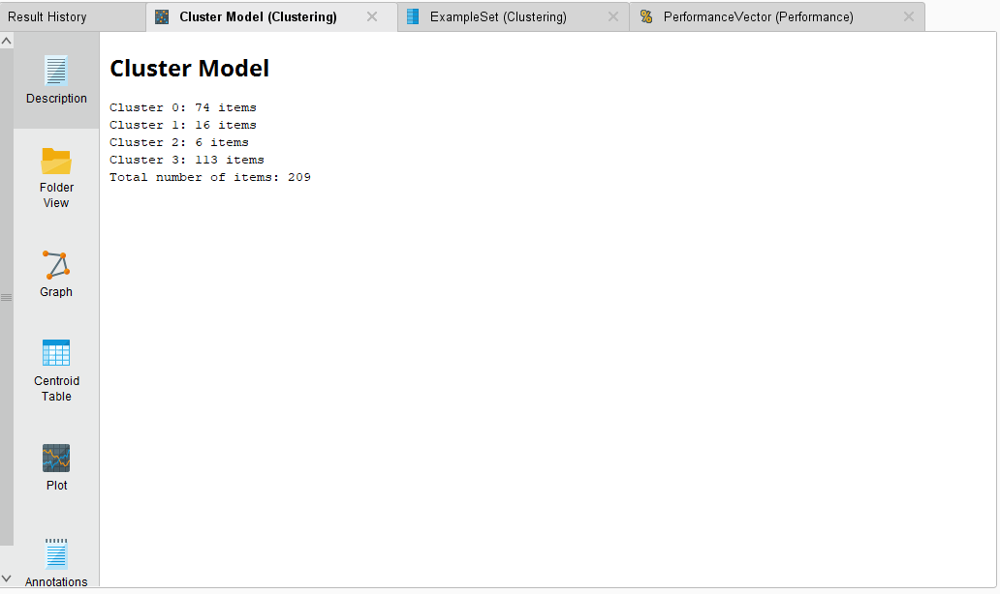 Result History
Cluster Model (Clustering)
ExampleSet (Clustering)
PerformanceVector (Performance)
Description
Folder
View
Graph
Centroid
Table
Plot
Annotations
Cluster Model
Cluster 0: 74 items
Cluster 1: 16 items
Cluster 2: 6 items
Cluster 3: 113 items
Total number of items: 209